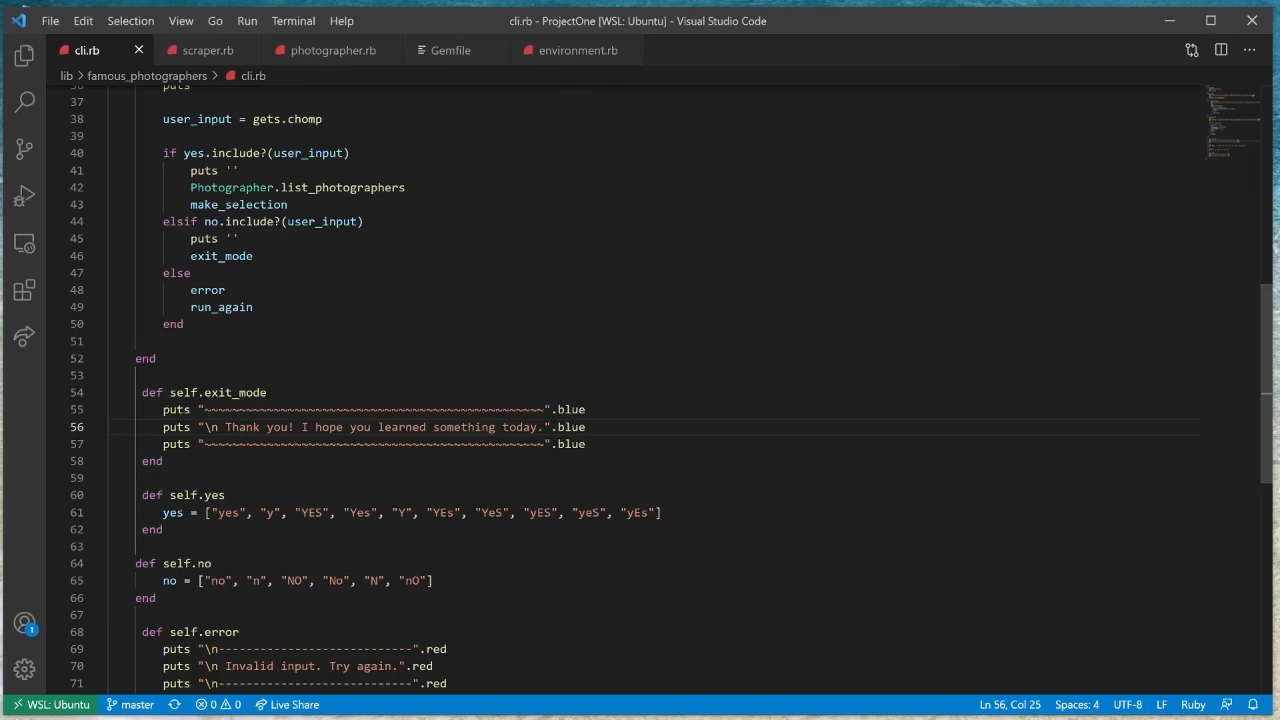 File Edit Selection View Go Run Terminal Help cli.rb - ProjectOne [WSL: Ubuntu] - Visual Studio Code
cli.rb scraper.rb photographer.rb Gemfile environment.rb
lib > famous_photographers > cli.rb
36 puts
37
38 user_input = gets.chomp
39
40 if yes.include?(user_input)
41 puts ''
42 Photographer.list_photographers
43 make_selection
44 elsif no.include?(user_input)
45 puts ''
46 exit_mode
47 else
48 error
49 run_again
50 end
51
52 end
53
54 def self.exit_mode
55 puts "~~~~~~~~~~~~~~~~~~~~~~~~~~~~~~~~~~~~~~~~~~~~~~~~~".blue
56 puts "\n Thank you! I hope you learned something today.".blue
57 puts "~~~~~~~~~~~~~~~~~~~~~~~~~~~~~~~~~~~~~~~~~~~~~~~~~".blue
58 end
59
60 def self.yes
61 yes = ["yes", "y", "YES", "Yes", "Y", "YEs", "YeS", "yES", "yeS", "yEs"]
62 end
63
64 def self.no
65 no = ["no", "n", "NO", "No", "N", "nO"]
66 end
67
68 def self.error
69 puts "\n----------------------------".red
70 puts "\n Invalid input. Try again.".red
71 puts "\n----------------------------".red
1
WSL: Ubuntu master 0 0 Live Share Ln 56, Col 25 Spaces: 4 UTF-8 LF Ruby